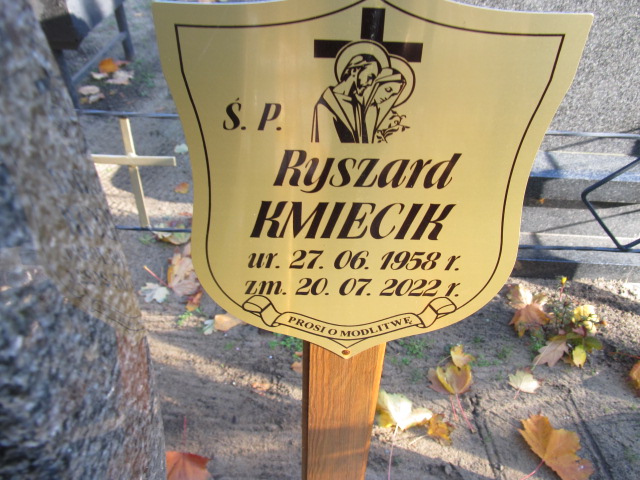 Ś. P.
Ryszard
KMIECIK
ur. 27. 06. 1958 r.
zm. 20. 07. 2022 r.
PROSI O MODLITWĘ